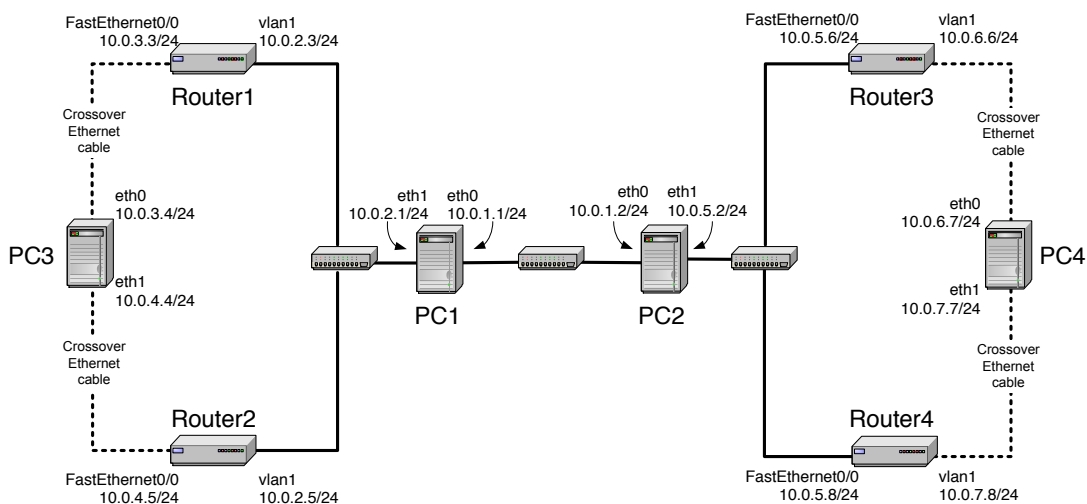 FastEthernet0/0
10.0.3.3/24
vlan1
10.0.2.3/24
Router1
Crossover
Ethernet
cable
eth0
10.0.3.4/24
PC3
eth1
10.0.4.4/24
Crossover
Ethernet
cable
Router2
FastEthernet0/0
10.0.4.5/24
vlan1
10.0.2.5/24
eth1
10.0.2.1/24
eth0
10.0.1.1/24
PC1
eth0
10.0.1.2/24
eth1
10.0.5.2/24
PC2
FastEthernet0/0
10.0.5.6/24
vlan1
10.0.6.6/24
Router3
Crossover
Ethernet
cable
eth0
10.0.6.7/24
PC4
eth1
10.0.7.7/24
Crossover
Ethernet
cable
Router4
FastEthernet0/0
10.0.5.8/24
vlan1
10.0.7.8/24